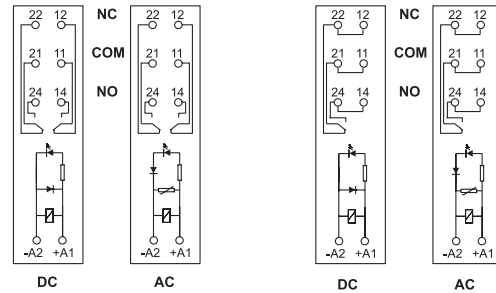 22 12 NC 22 12
21 11 COM 21 11
24 14 NO 24 14
-A2 +A1 -A2 +A1
DC AC
22 12 NC 22 12
21 11 COM 21 11
24 14 NO 24 14
-A2 +A1 -A2 +A1
DC AC